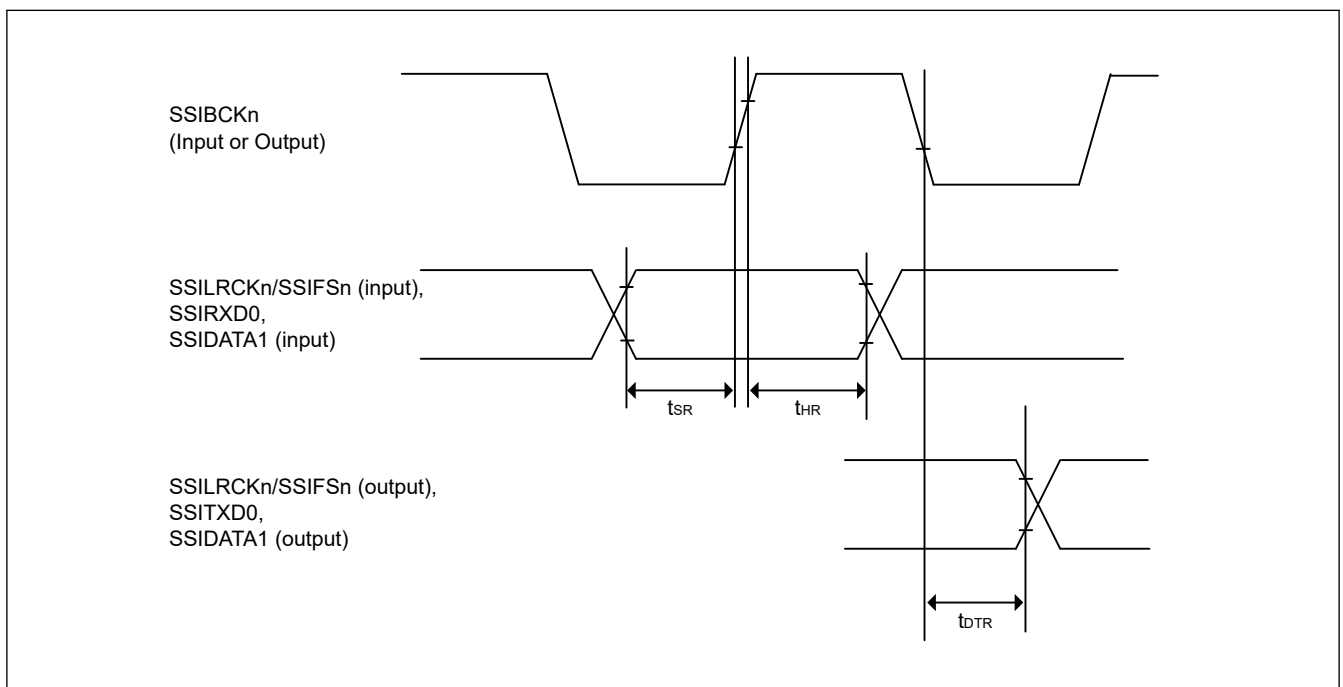 SSIBCKn
(Input or Output)
SSILRCKn/SSIFSn (input),
SSIRXD0,
SSIDATA1 (input)
tSR
tHR
SSILRCKn/SSIFSn (output),
SSITXD0,
SSIDATA1 (output)
tDTR